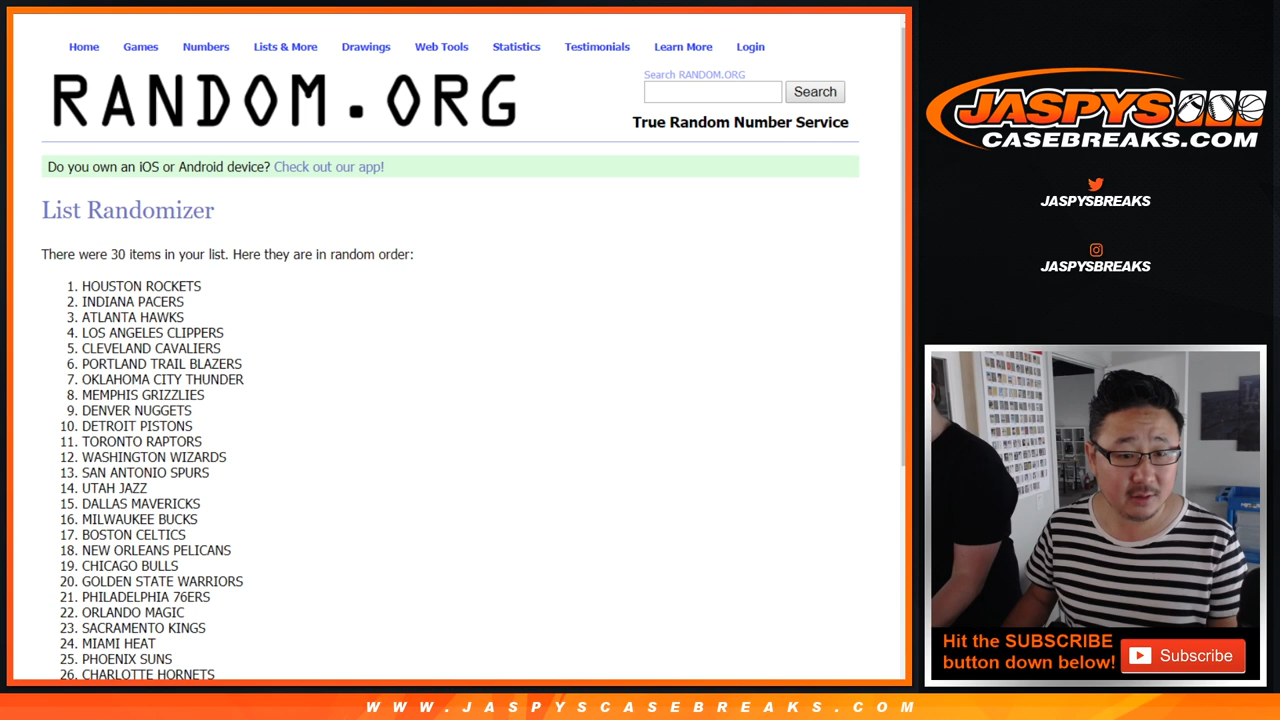 Home Games Numbers Lists & More Drawings Web Tools Statistics Testimonials Learn More Login
RANDOM.ORG
Search RANDOM.ORG
Search
True Random Number Service
Do you own an iOS or Android device? Check out our app!
List Randomizer
There were 30 items in your list. Here they are in random order:
1. HOUSTON ROCKETS
2. INDIANA PACERS
3. ATLANTA HAWKS
4. LOS ANGELES CLIPPERS
5. CLEVELAND CAVALIERS
6. PORTLAND TRAIL BLAZERS
7. OKLAHOMA CITY THUNDER
8. MEMPHIS GRIZZLIES
9. DENVER NUGGETS
10. DETROIT PISTONS
11. TORONTO RAPTORS
12. WASHINGTON WIZARDS
13. SAN ANTONIO SPURS
14. UTAH JAZZ
15. DALLAS MAVERICKS
16. MILWAUKEE BUCKS
17. BOSTON CELTICS
18. NEW ORLEANS PELICANS
19. CHICAGO BULLS
20. GOLDEN STATE WARRIORS
21. PHILADELPHIA 76ERS
22. ORLANDO MAGIC
23. SACRAMENTO KINGS
24. MIAMI HEAT
25. PHOENIX SUNS
26. CHARLOTTE HORNETS
JASPYS
CASEBREAKS.COM
JASPYSBREAKS
JASPYSBREAKS
Hit the SUBSCRIBE
button down below!
Subscribe
WWW.JASPYSCASEBREAKS.COM